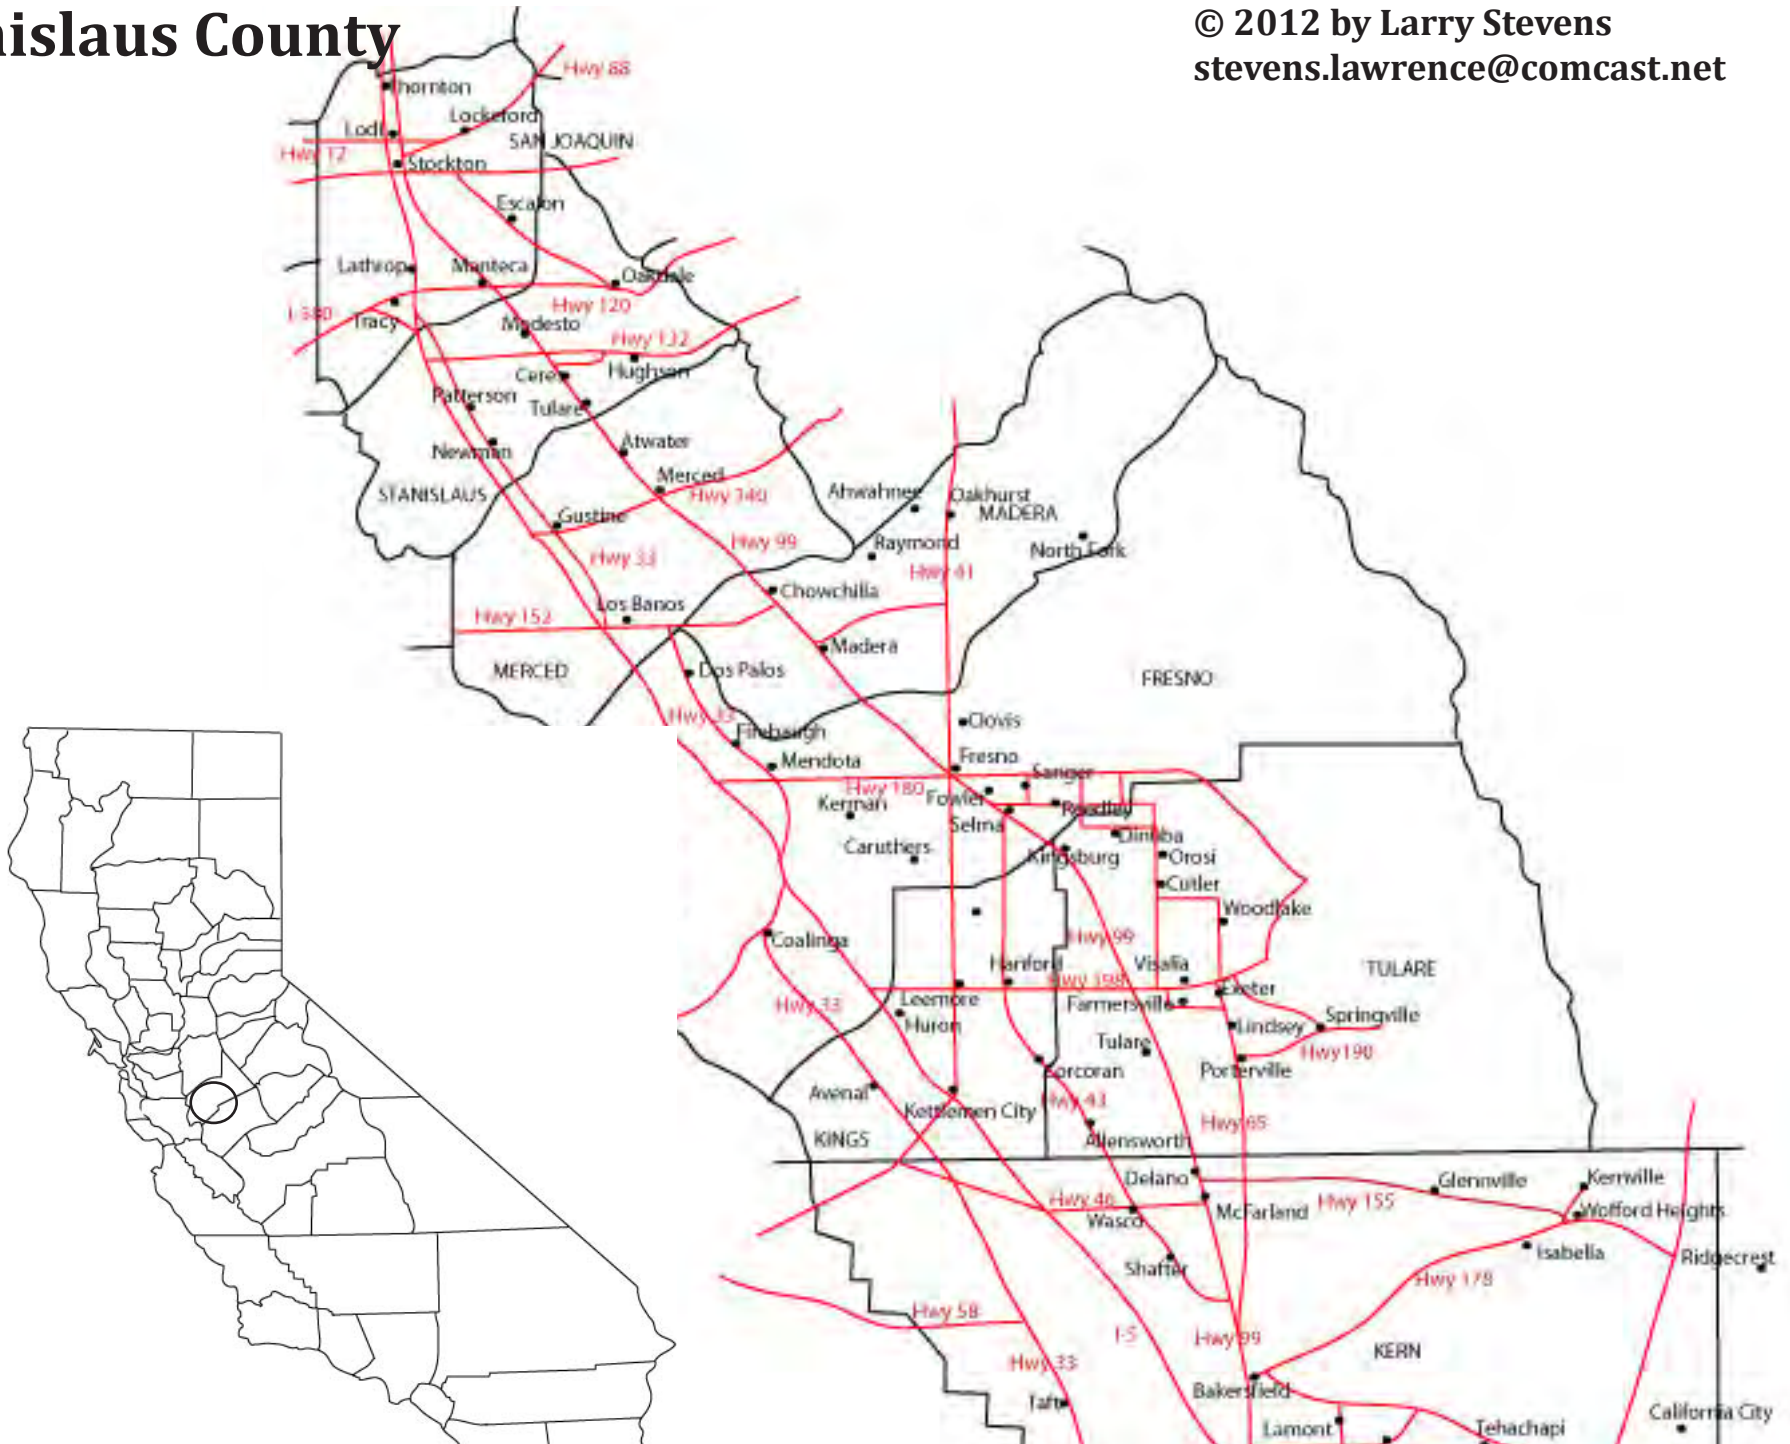 nislaus County
© 2012 by Larry Stevens
stevens.lawrence@comcast.net
Hwy 88
Thornton
Lockeford
Lodi
SAN JOAQUIN
Hwy 12
Stockton
Escalon
Lathrop
Manteca
Oakdale
Hwy 120
Tracy
Modesto
Hwy 132
Ceres
Hughson
Patterson
Tulare
Newman
Atwater
Merced
STANISLAUS
Hwy 140
Ahwahnee
Oakhurst
MADERA
Gustine
Hwy 99
Raymond
North Fork
Hwy 33
Hwy 41
Chowchilla
Los Banos
Hwy 152
Madera
MERCED
Dos Palos
FRESNO
Hwy 33
Clovis
Firebaugh
Mendota
Fresno
Sanger
Hwy 180
Kerman
Fowler
Reedley
Selma
Dinuba
Caruthers
Kingsburg
Orosi
Cutler
Woodlake
Coalinga
Hwy 99
Hanford
Visalia
TULARE
Hwy 198
Exeter
Hwy 33
Leemore
Farmersville
Huron
Lindsey
Springville
Tulare
Hwy190
Corcoran
Porterville
Avenal
Kettlemen City
Hwy 43
Hwy 65
KINGS
Allensworth
Delano
Glennville
Kernville
Hwy 46
Hwy 155
Wasco
McFarland
Wofford Heights
Isabella
Ridgecrest
Shafter
Hwy 178
Hwy 58
I-5
Hwy 99
KERN
Hwy 33
Bakersfield
Taft
Lamont
Tehachapi
California City